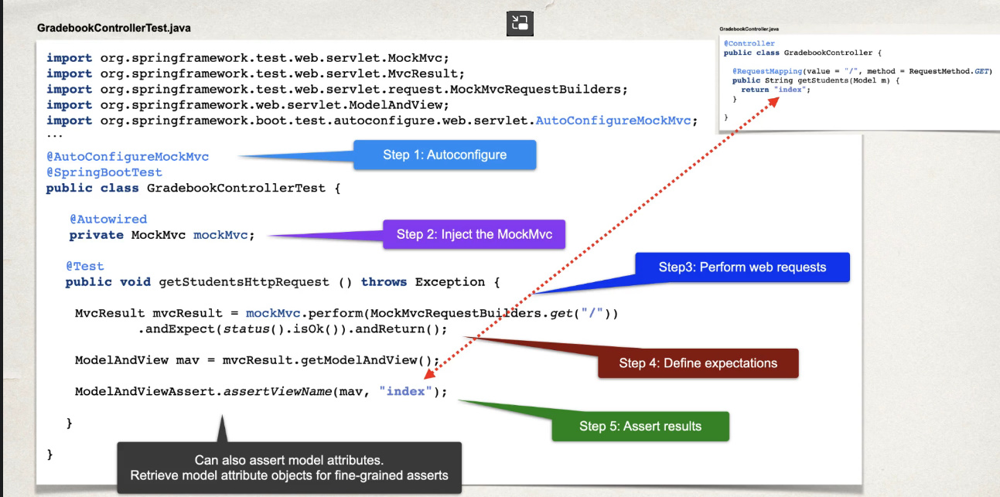 GradebookControllerTest.java
import org.springframework.test.web.servlet.MockMvc;
import org.springframework.test.web.servlet.MvcResult;
import org.springframework.test.web.servlet.request.MockMvcRequestBuilders;
import org.springframework.web.servlet.ModelAndView;
import org.springframework.boot.test.autoconfigure.web.servlet.AutoConfigureMockMvc;
...
@AutoConfigureMockMvc
Step 1: Autoconfigure
@SpringBootTest
public class GradebookControllerTest {
@Autowired
private MockMvc mockMvc;
Step 2: Inject the MockMvc
@Test
public void getStudentsHttpRequest () throws Exception {
Step3: Perform web requests
MvcResult mvcResult = mockMvc.perform(MockMvcRequestBuilders.get("/"))
.andExpect(status().isOk()).andReturn();
Step 4: Define expectations
ModelAndView mav = mvcResult.getModelAndView();
ModelAndViewAssert.assertViewName(mav, "index");
Step 5: Assert results
}
}
Can also assert model attributes.
Retrieve model attribute objects for fine-grained asserts
GradebookController.java
@Controller
public class GradebookController {
@RequestMapping(value = "/", method = RequestMethod.GET)
public String getStudents(Model m) {
return "index";
}
}